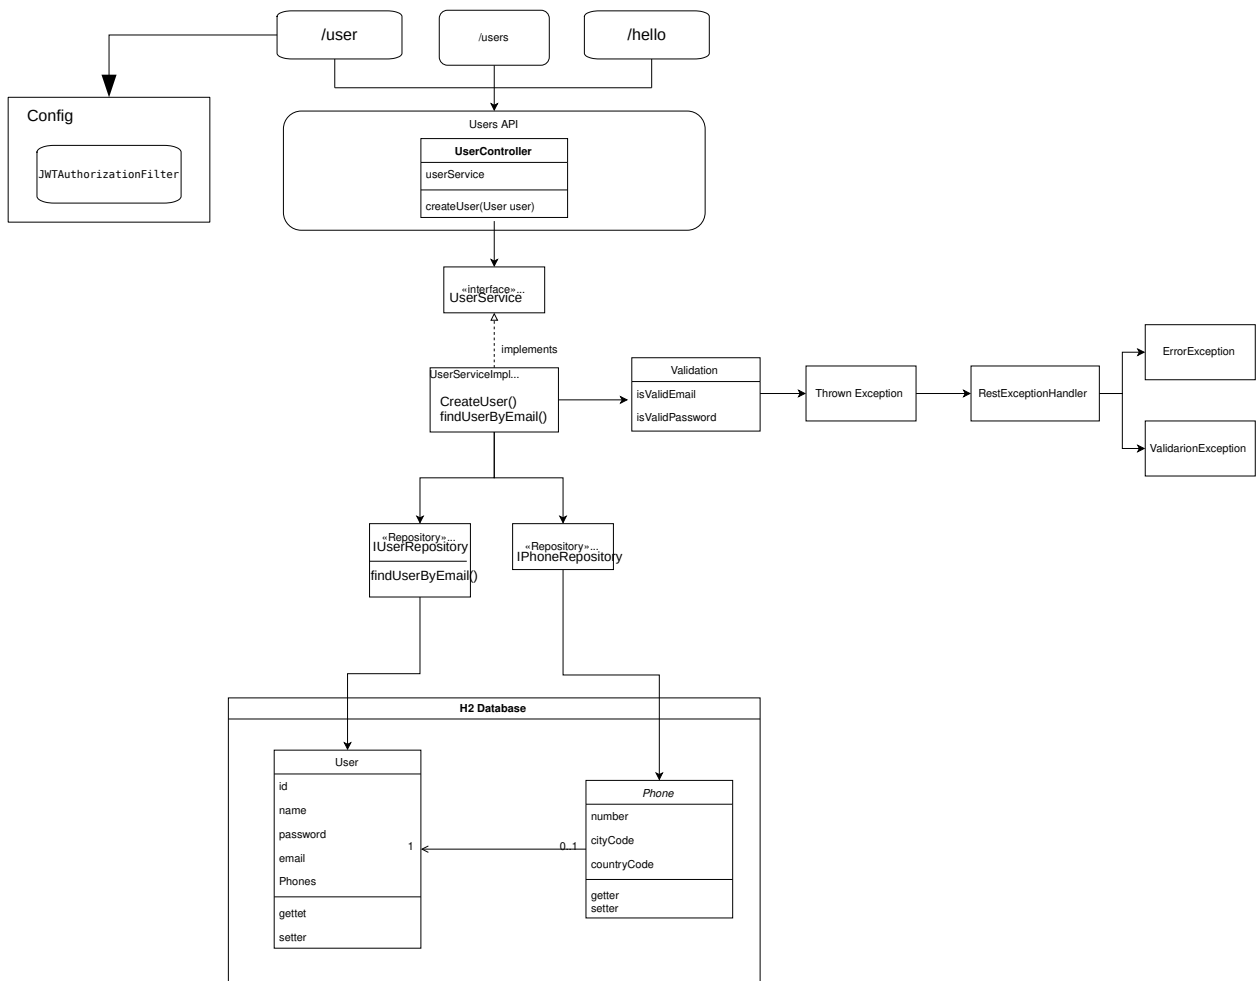 /user
/users
/hello
Config
JWTAuthorizationFilter
Users API
UserController
userService
createUser(User user)
«interface»...
UserService
implements
UserServiceImpl...
CreateUser()
findUserByEmail()
Validation
isValidEmail
isValidPassword
Thrown Exception
RestExceptionHandler
ErrorException
ValidarionException
«Repository»...
IUserRepository
findUserByEmail()
«Repository»...
IPhoneRepository
H2 Database
User
id
name
password
email
Phones
gettet
setter
1
0..1
Phone
number
cityCode
countryCode
getter
setter